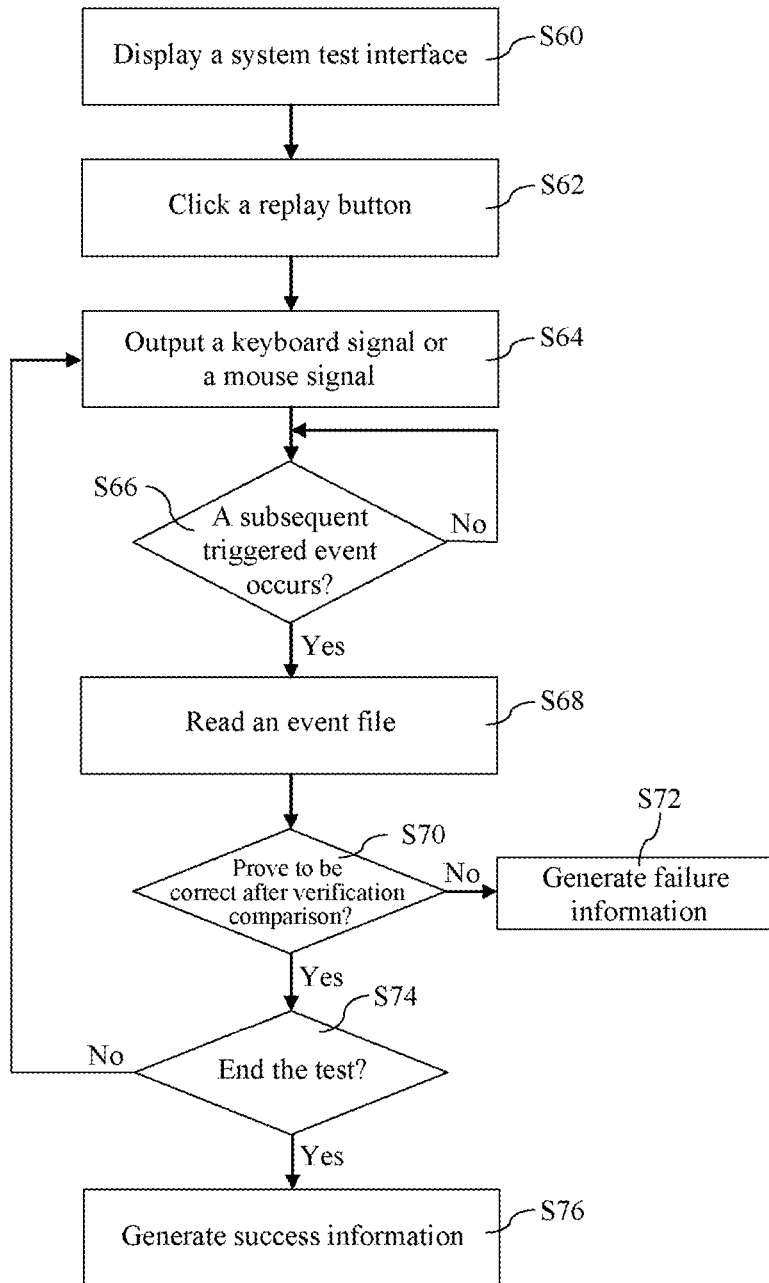 Display a system test interface
S60
Click a replay button
S62
Output a keyboard signal or
a mouse signal
S64
S66
A subsequent
triggered event
occurs?
No
Yes
Read an event file
S68
S70
Prove to be
correct after verification
comparison?
No
S72
Generate failure
information
Yes
S74
End the test?
No
Yes
Generate success information
S76